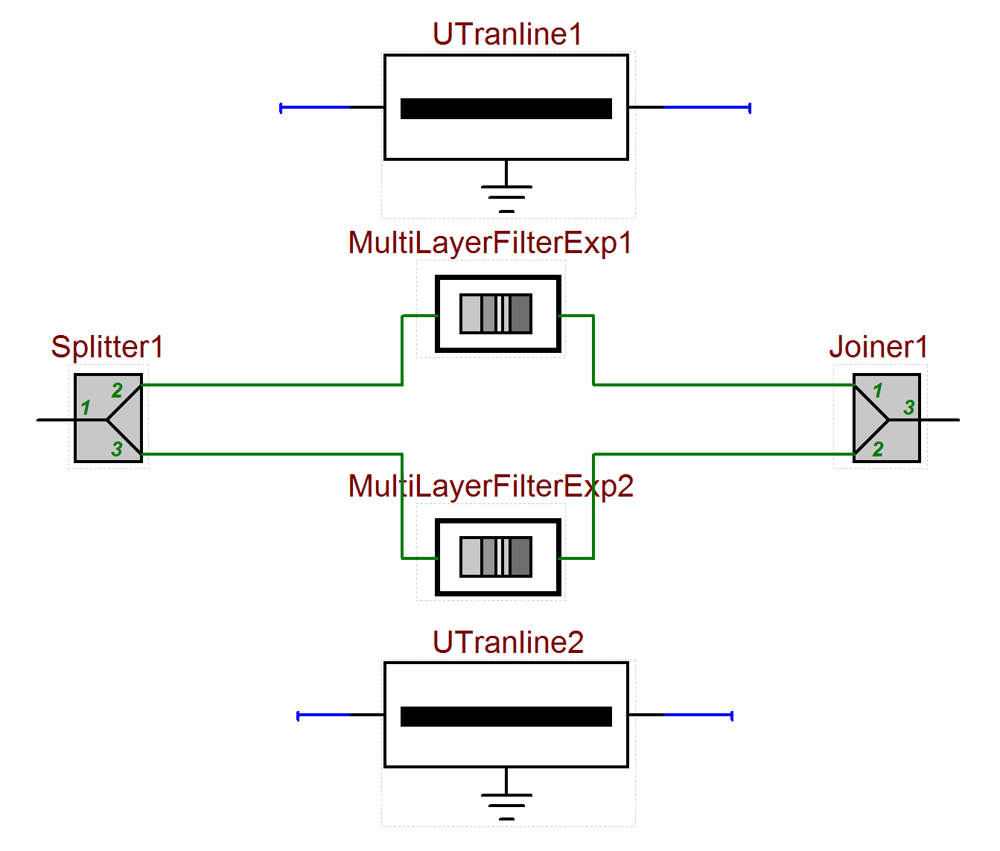 UTranline1
MultiLayerFilterExp1
Splitter1
Joiner1
2
1
3
1
3
2
MultiLayerFilterExp2
UTranline2